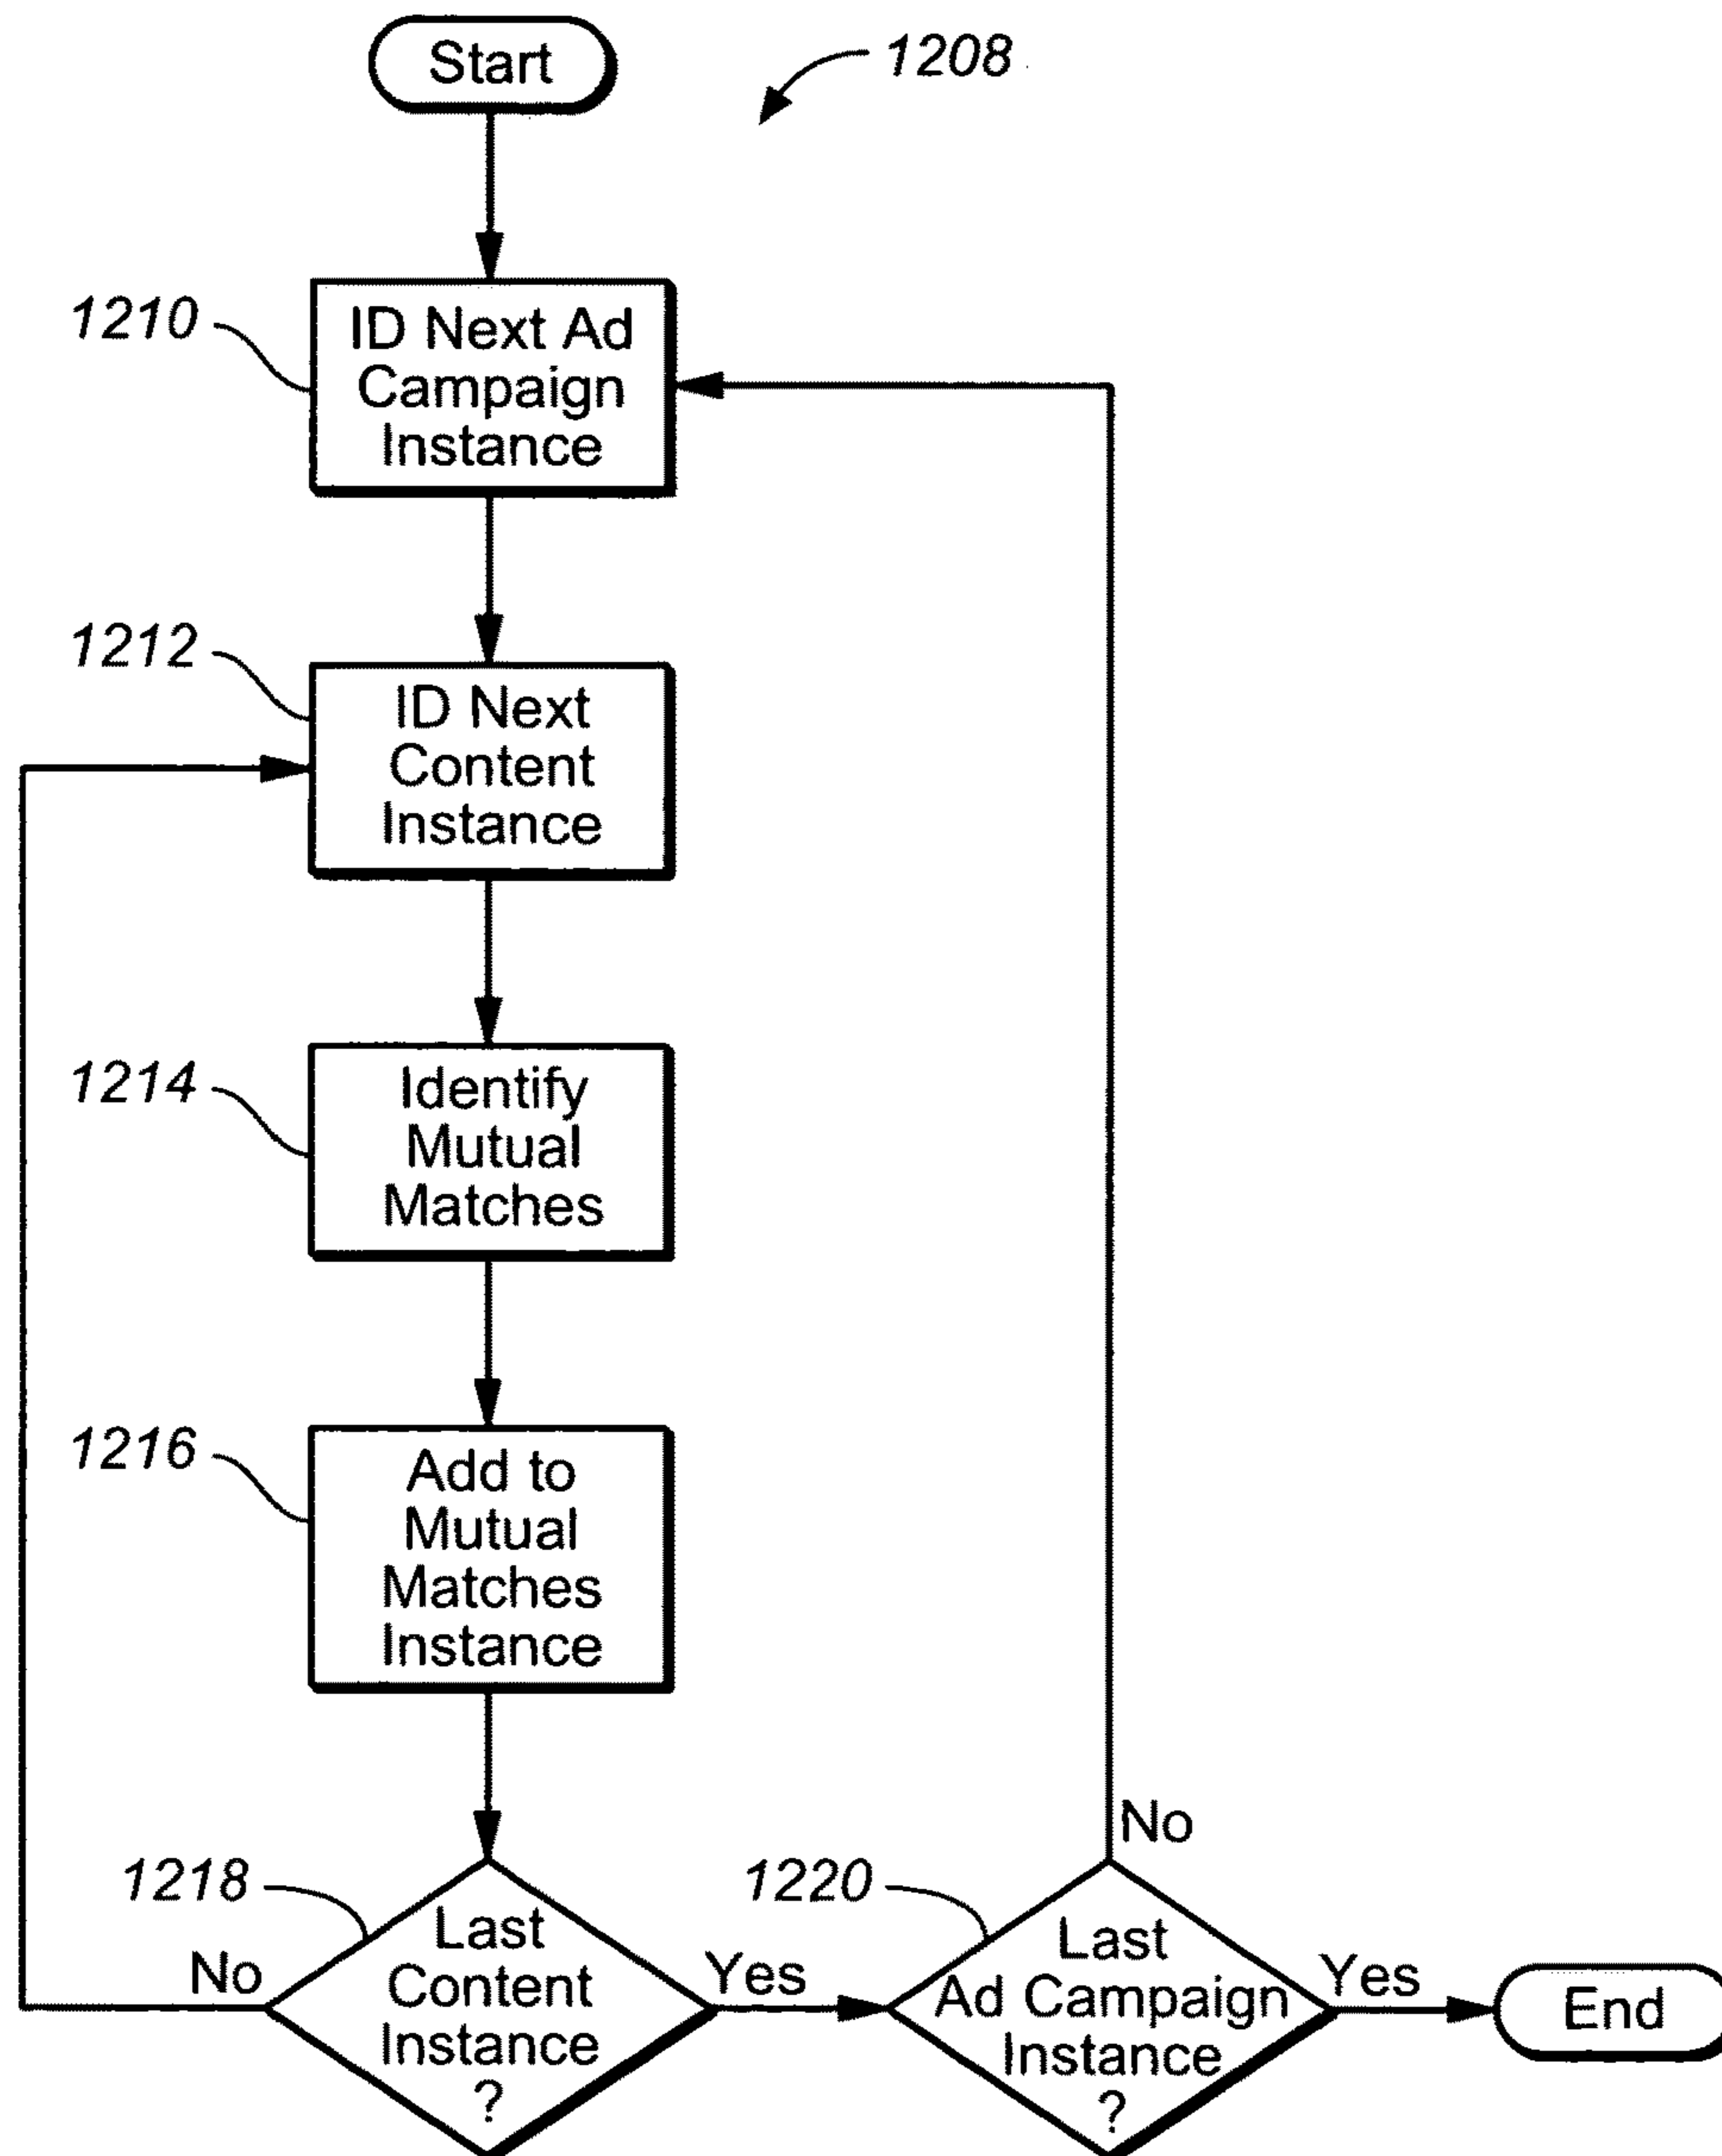 Start
1208
1210
ID Next Ad
Campaign
Instance
1212
ID Next
Content
Instance
1214
Identify
Mutual
Matches
1216
Add to
Mutual
Matches
Instance
1218
Last
Content
Instance
?
No
Yes
1220
Last
Ad Campaign
Instance
?
No
Yes
End